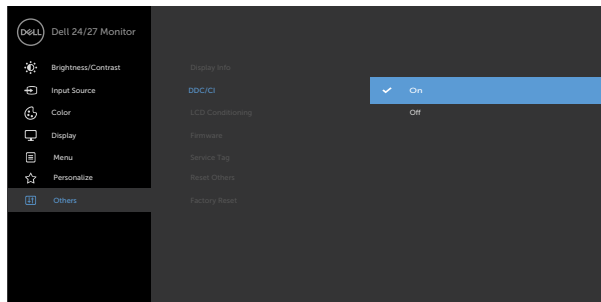 DELL Dell 24/27 Monitor
Brightness/Contrast
Display Info
Input Source
DDC/CI
On
Color
LCD Conditioning
Off
Display
Firmware
Menu
Service Tag
Personalize
Reset Others
Others
Factory Reset